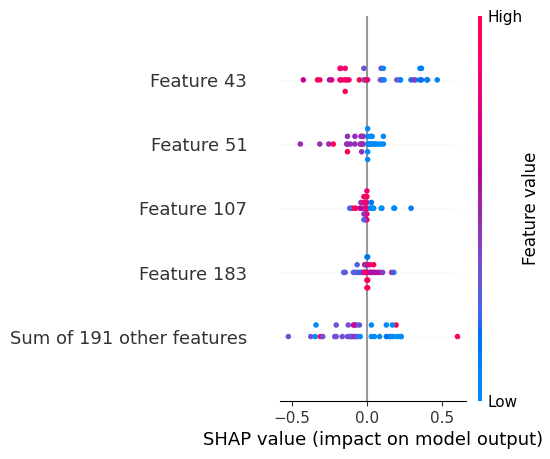 High
Feature 43
Feature 51
Feature 107
Feature 183
Sum of 191 other features
Feature value
Low
−0.5 0.0 0.5
SHAP value (impact on model output)